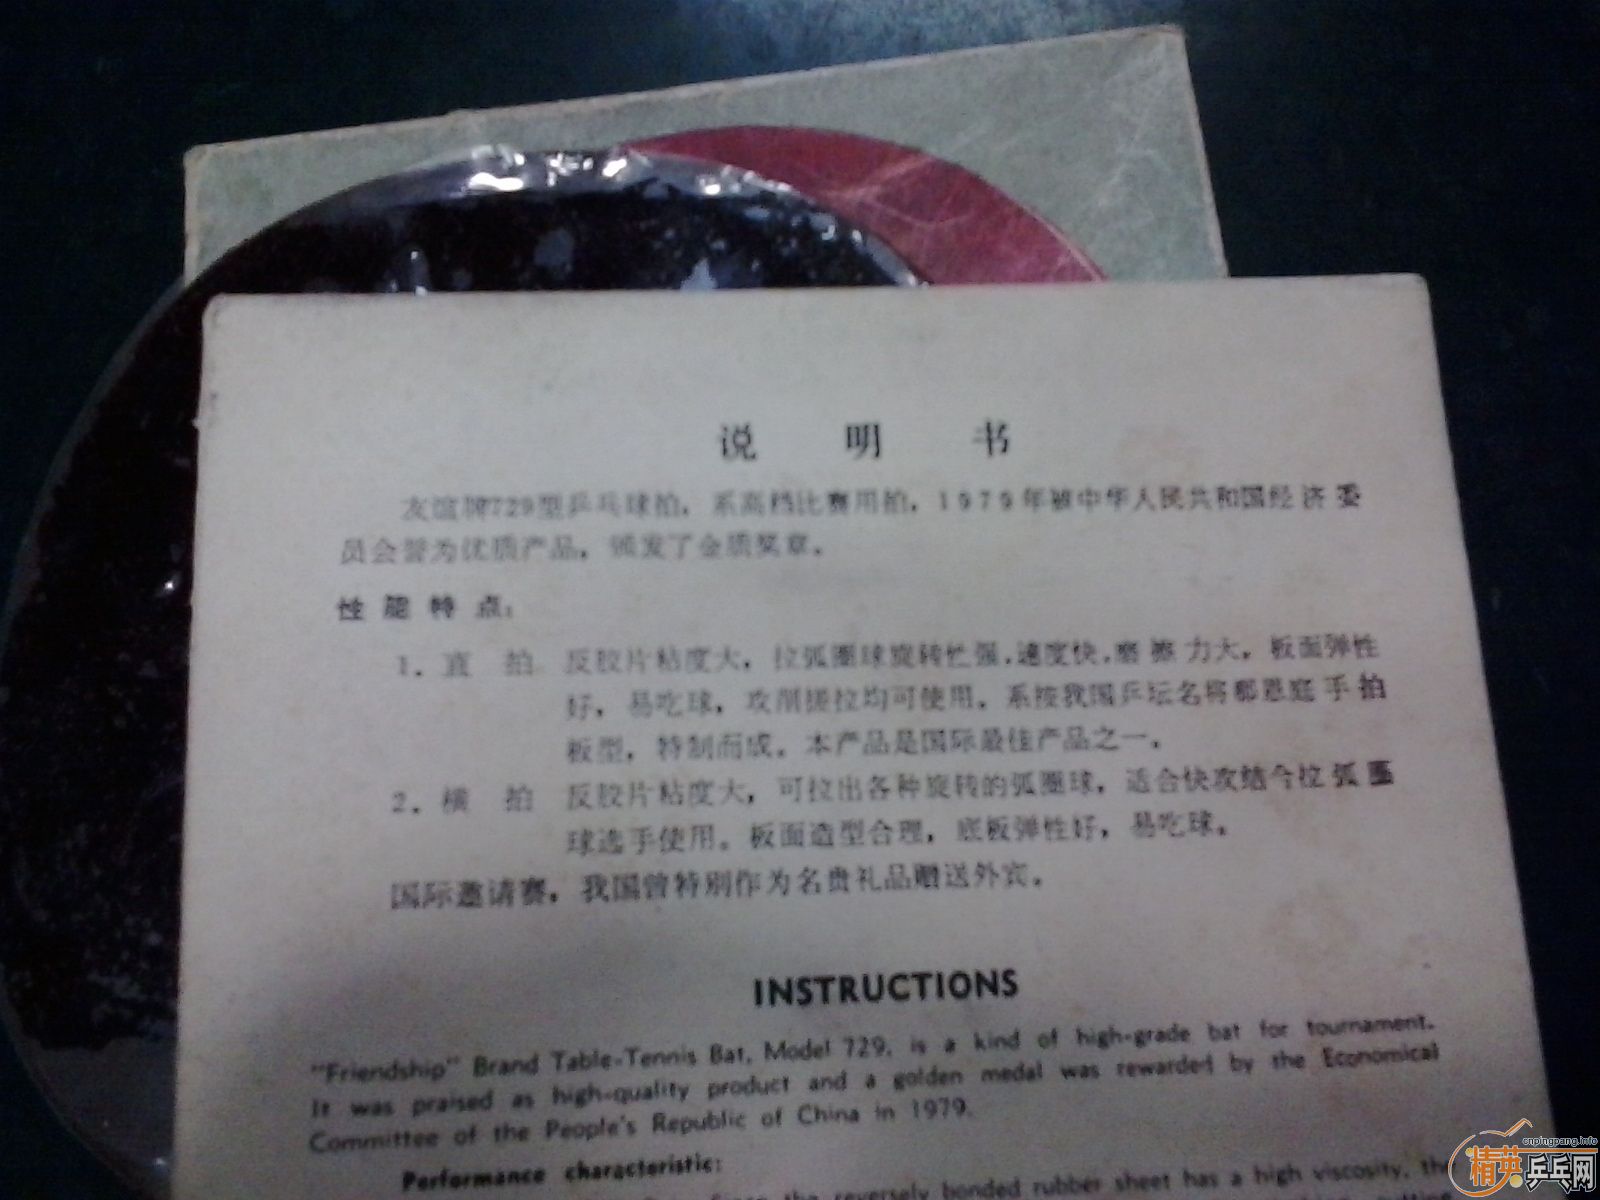 说 明 书
友谊牌729型乒乓球拍，系高档比赛用拍，1979年被中华人民共和国经济委
员会誉为优质产品，颁发了金质奖章。
性能特点：
1. 直 拍 反胶片粘度大，拉弧圈球旋转性强，速度快，磨擦力大，板面弹性
好，易吃球，攻削搓拉均可使用。系按我国乒坛名将郗恩庭手拍
板型，特制而成。本产品是国际最佳产品之一。
2. 横 拍 反胶片粘度大，可拉出各种旋转的弧圈球，适合快攻结合拉弧圈
球选手使用。板面造型合理，底板弹性好，易吃球。
国际邀请赛，我国曾特别作为名贵礼品赠送外宾。
INSTRUCTIONS
"Friendship" Brand Table-Tennis Bat, Model 729, is a kind of high-grade bat for tournament.
It was praised as high-quality product and a golden medal was rewarded by the Economical
Committee of the People's Republic of China in 1979.
Performance characteristic:
the reversely bonded rubber sheet has a high viscosity, the
cnpingpang.info
精英乒乓网